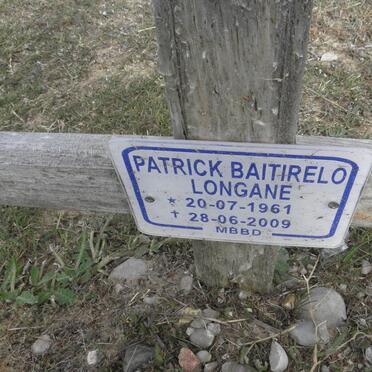 PATRICK BAITIRELO
LONGANE
★ 20-07-1961
✝ 28-06-2009
MBBD